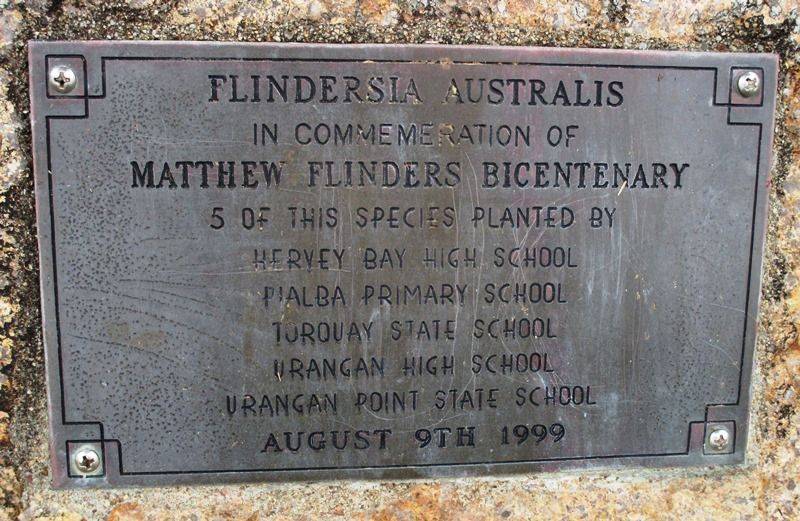 FLINDERSIA AUSTRALIS
IN COMMEMERATION OF
MATTHEW FLINDERS BICENTENARY
5 OF THIS SPECIES PLANTED BY
HERVEY BAY HIGH SCHOOL
PIALBA PRIMARY SCHOOL
TORQUAY STATE SCHOOL
URANGAN HIGH SCHOOL
URANGAN POINT STATE SCHOOL
AUGUST 9TH 1999